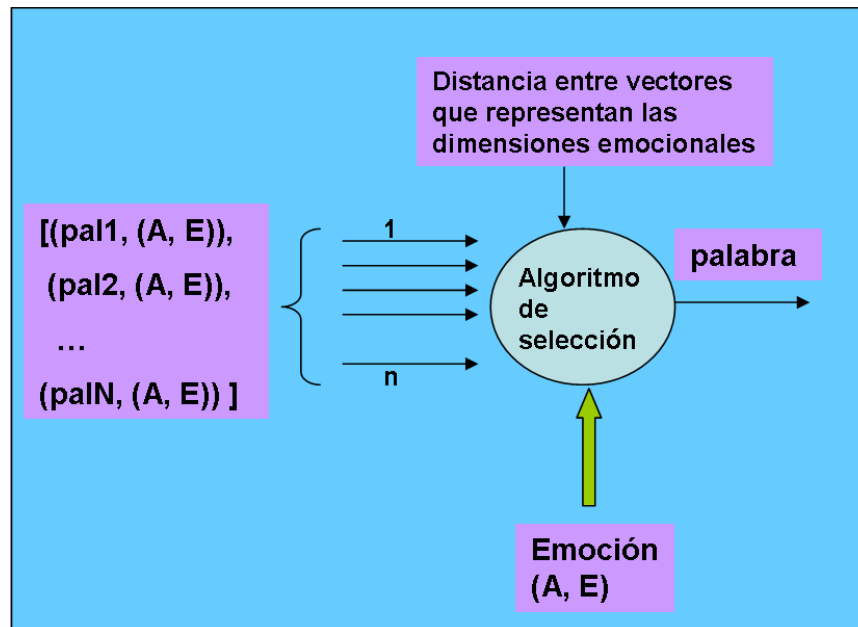 Distancia entre vectores
que representan las
dimensiones emocionales
[(pal1, (A, E)),
(pal2, (A, E)),
...
(palN, (A, E)) ]
1
n
Algoritmo
de
selección
palabra
Emoción
(A, E)